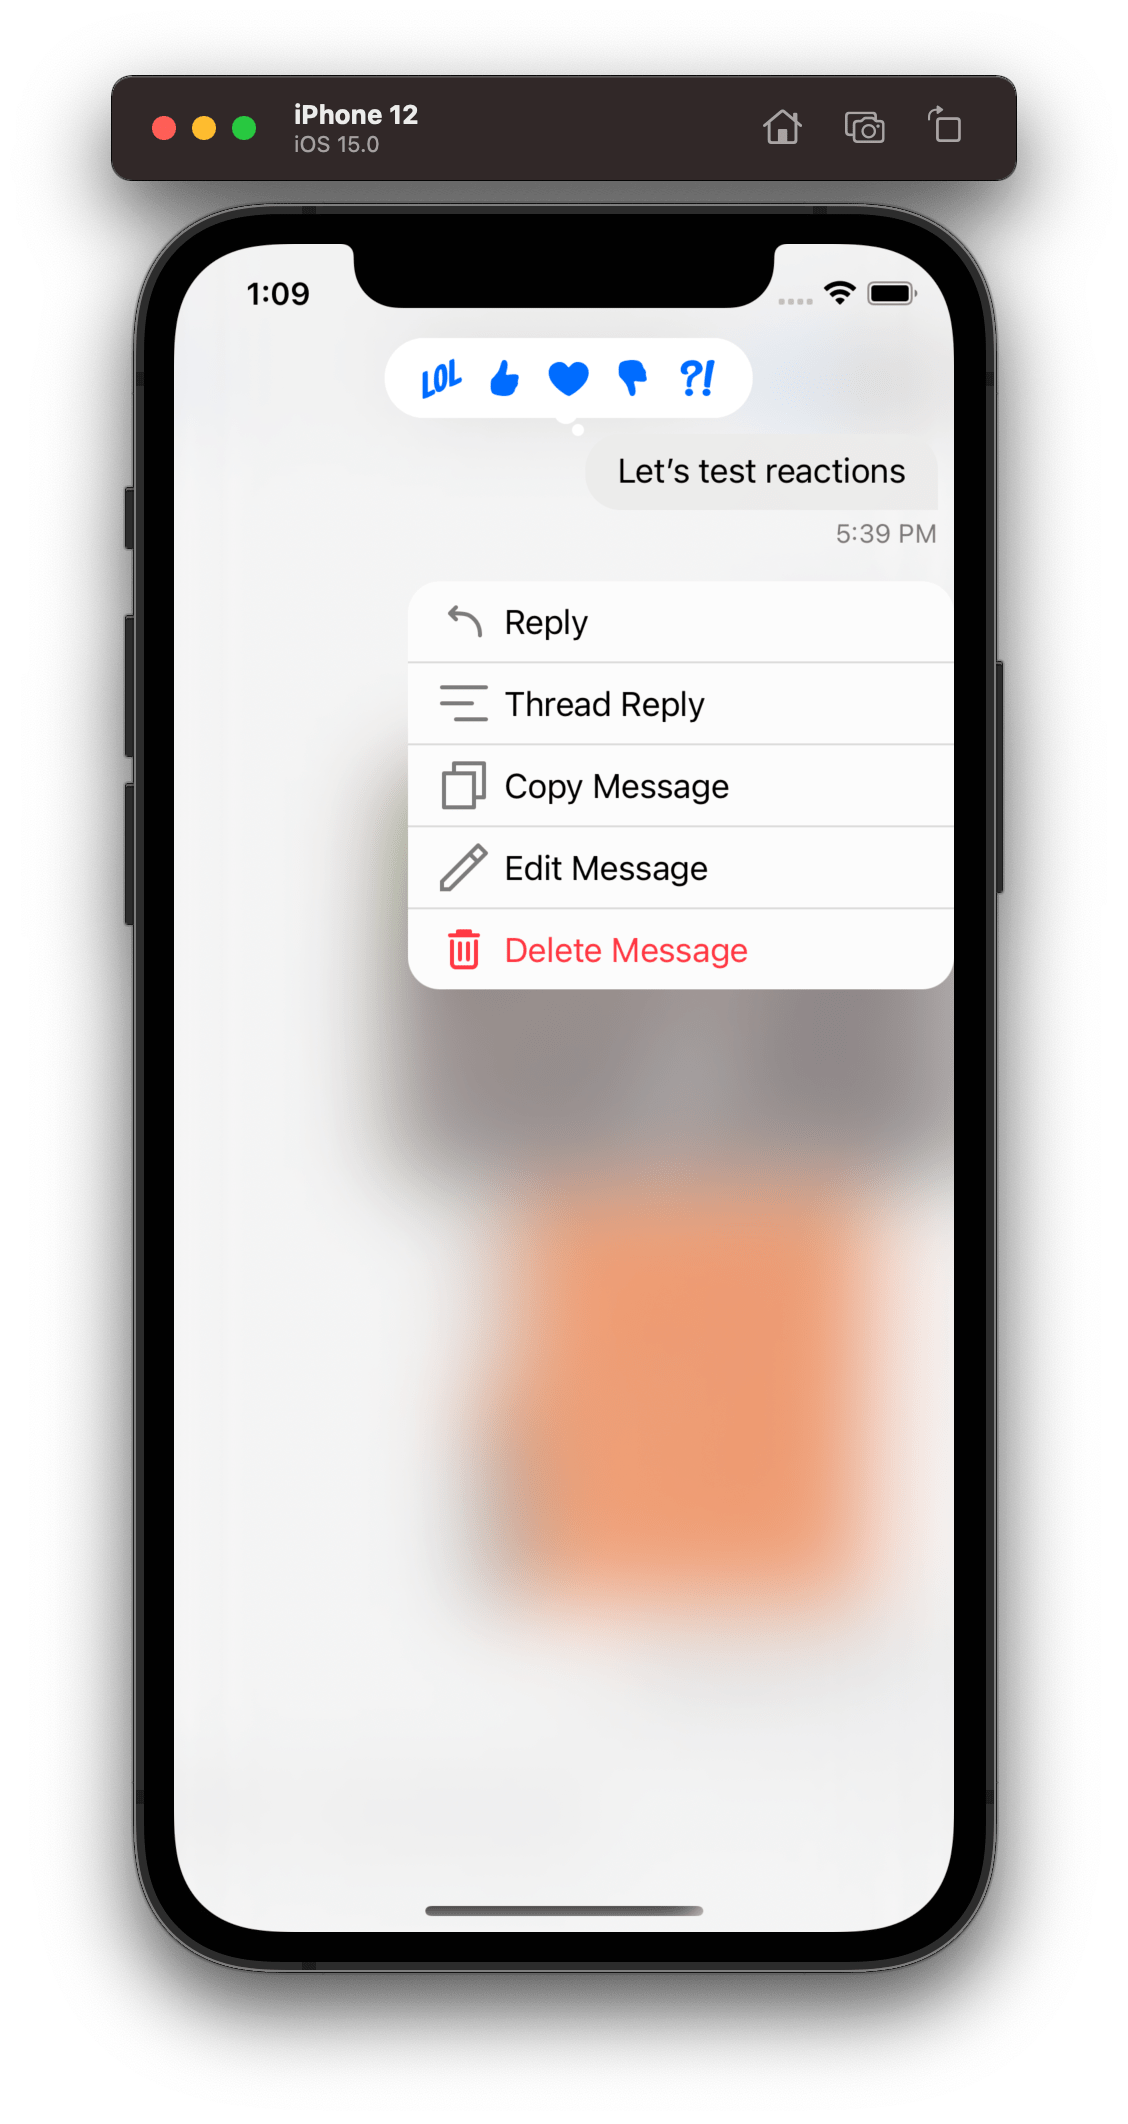 iPhone 12
iOS 15.0
1:09
LOL
?!
Let’s test reactions
5:39 PM
Reply
Thread Reply
Copy Message
Edit Message
Delete Message